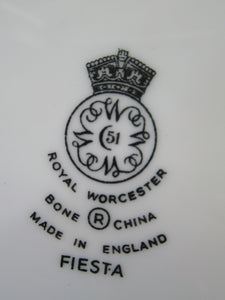 51
ROYAL WORCESTER
BONE ® CHINA
MADE IN ENGLAND
FIESTA